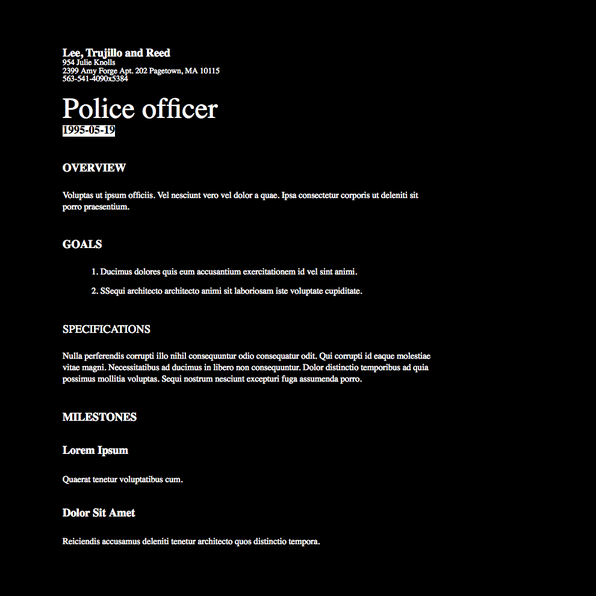 Lee, Trujillo and Reed
954 Julie Knolls
2399 Amy Forge Apt. 202 Pagetown, MA 10115
563-541-4090x5384
Police officer
1995-05-19
OVERVIEW
Voluptas ut ipsum officiis. Vel nesciunt vero vel dolor a quae. Ipsa consectetur corporis ut deleniti sit
porro praesentium.
GOALS
1. Ducimus dolores quis eum accusantium exercitationem id vel sint animi.
2. SSequi architecto architecto animi sit laboriosam iste voluptate cupiditate.
SPECIFICATIONS
Nulla perferendis corrupti illo nihil consequuntur odio consequatur odit. Qui corrupti id eaque molestiae
vitae magni. Necessitatibus ad ducimus in libero non consequuntur. Dolor distinctio temporibus ad quia
possimus mollitia voluptas. Sequi nostrum nesciunt excepturi fuga assumenda porro.
MILESTONES
Lorem Ipsum
Quaerat tenetur voluptatibus cum.
Dolor Sit Amet
Reiciendis accusamus deleniti tenetur architecto quos distinctio tempora.